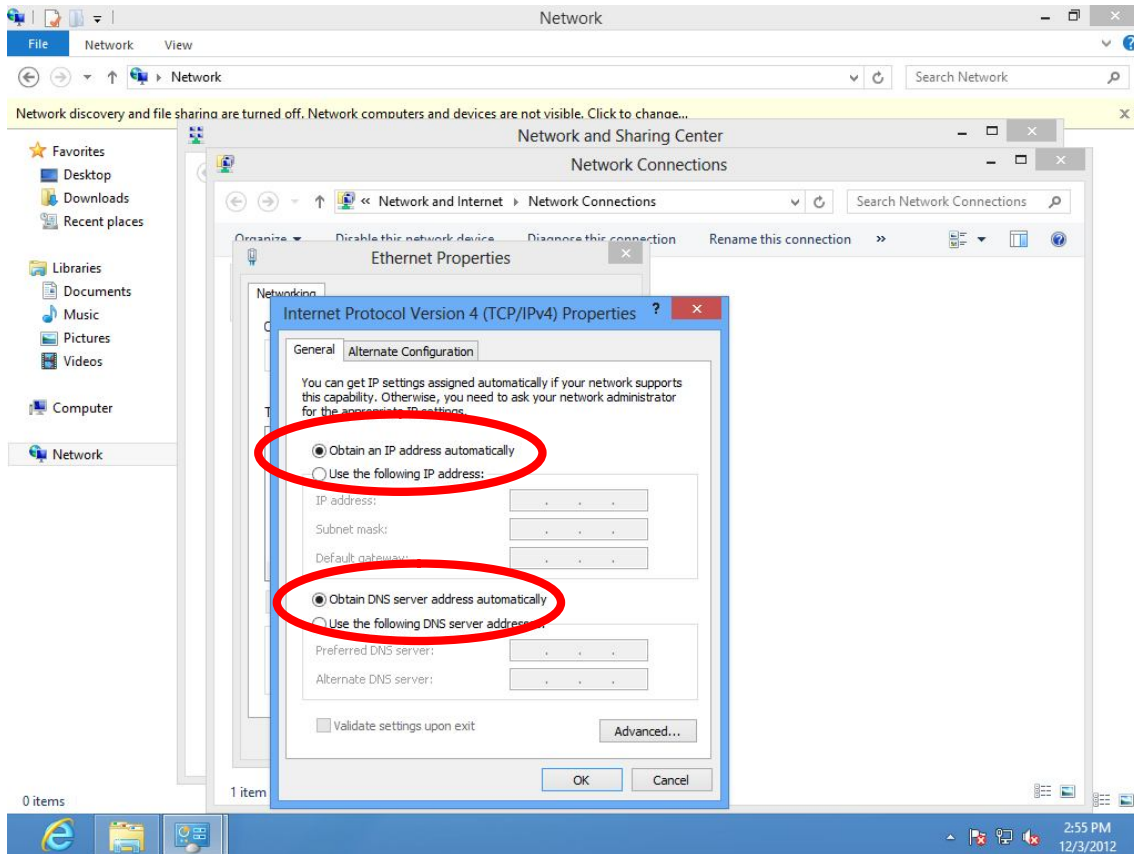 Network
File Network View
Network
Search Network
Network discovery and file sharing are turned off. Network computers and devices are not visible. Click to change...
Favorites
Desktop
Downloads
Recent places
Libraries
Documents
Music
Pictures
Videos
Computer
Network
Network and Sharing Center
Network Connections
« Network and Internet Network Connections
Search Network Connections
Organize Disable this network device Diagnose this connection Rename this connection »
Ethernet Properties
Networking
Internet Protocol Version 4 (TCP/IPv4) Properties ?
General Alternate Configuration
You can get IP settings assigned automatically if your network supports
this capability. Otherwise, you need to ask your network administrator
for the appropriate IP settings.
Obtain an IP address automatically
Use the following IP address:
IP address:
Subnet mask:
Default gateway:
Obtain DNS server address automatically
Use the following DNS server addresses:
Preferred DNS server:
Alternate DNS server:
Validate settings upon exit
Advanced...
OK Cancel
1 item
0 items
2:55 PM
12/3/2012